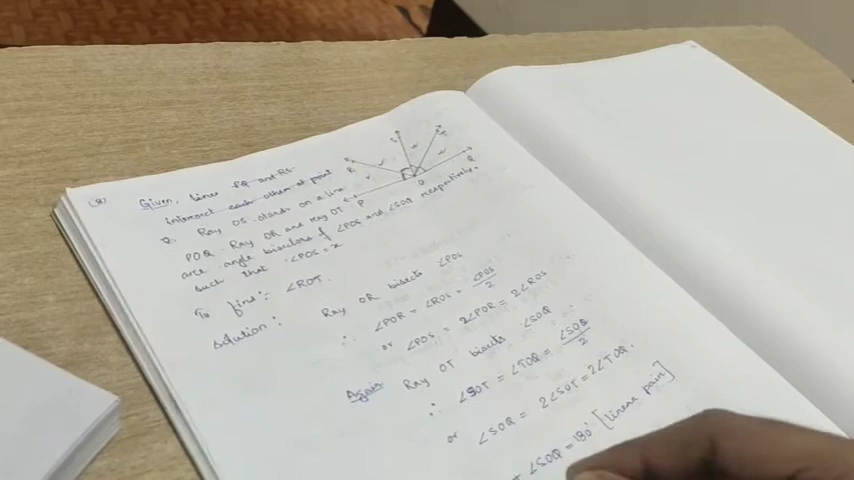 (8) Given, Lines PQ and RS
intersect each other at point
Q. Ray OS stands on a line
POQ. Ray OR and ray OT
are angle bisectors of ∠POS and ∠SOQ respectively.
such that ∠POS = x
R S T
P O Q
To find: ∠ROT.
Solution: Ray OR bisects ∠POS
∴ ∠POR = ∠ROS = ∠POS/2
or ∠POS = 2∠POR = 2∠ROS
Again Ray OT bisects ∠SOQ
∴ ∠SOT = ∠TOQ = ∠SOQ/2
or ∠SOQ = 2∠SOT = 2∠TOQ.
∠SOQ = 180° [linear pair]